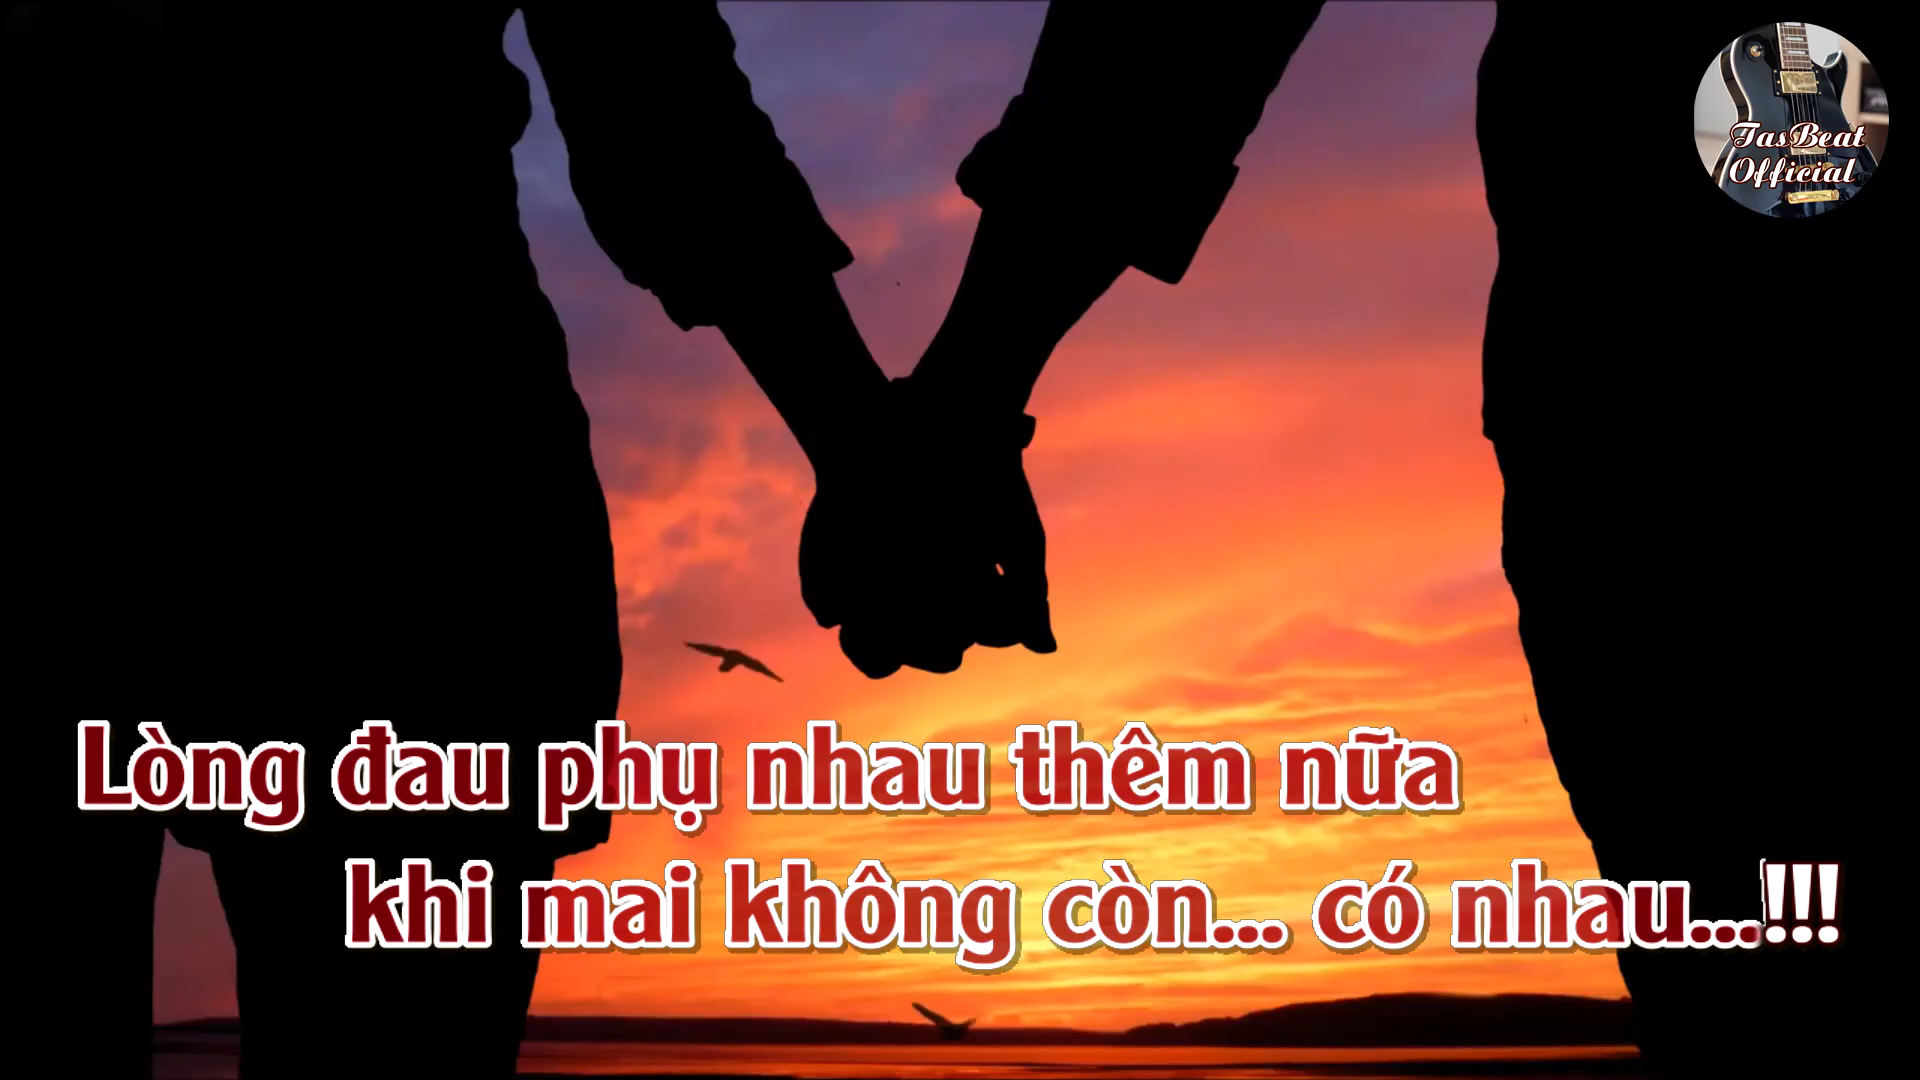 TasBeat
Official
Lòng đau phụ nhau thêm nữa
khi mai không còn... có nhau...!!!